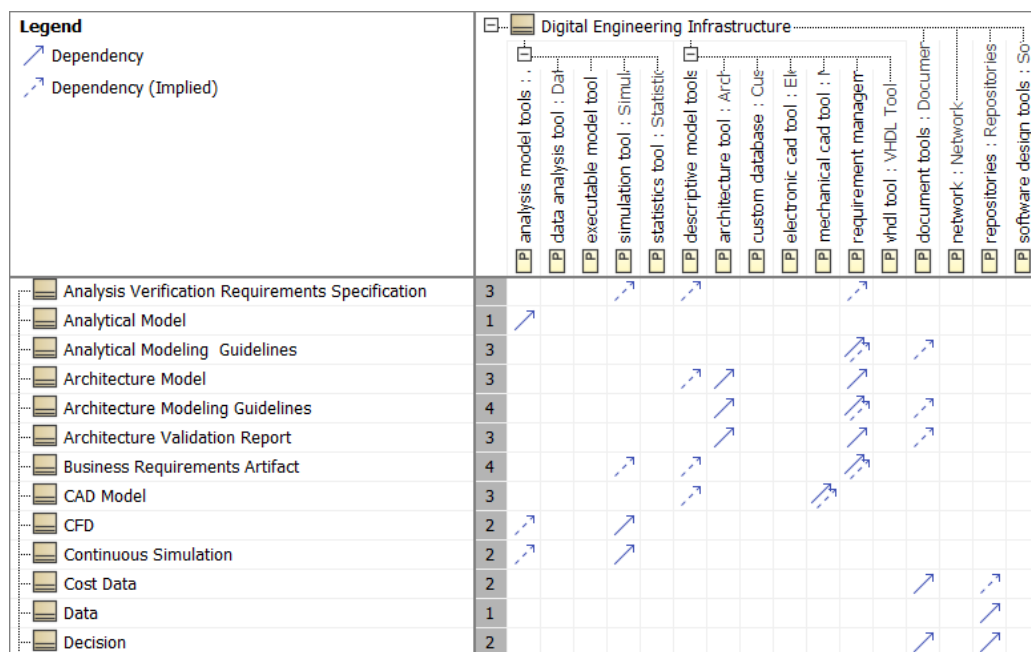 Legend
Dependency
Dependency (Implied)
Digital Engineering Infrastructure
P analysis model tools : .
P data analysis tool : Dat
P executable model tool
P simulation tool : Simul
P statistics tool : Statistic
P descriptive model tools
P architecture tool : Arch
P custom database : Cus
P electronic cad tool : Ele
P mechanical cad tool : M
P requirement managem
P vhdl tool : VHDL Tool
P document tools : Documen
P network : Network
P repositories : Repositories
P software design tools : So
Analysis Verification Requirements Specification 3
Analytical Model 1
Analytical Modeling Guidelines 3
Architecture Model 3
Architecture Modeling Guidelines 4
Architecture Validation Report 3
Business Requirements Artifact 4
CAD Model 3
CFD 2
Continuous Simulation 2
Cost Data 2
Data 1
Decision 2